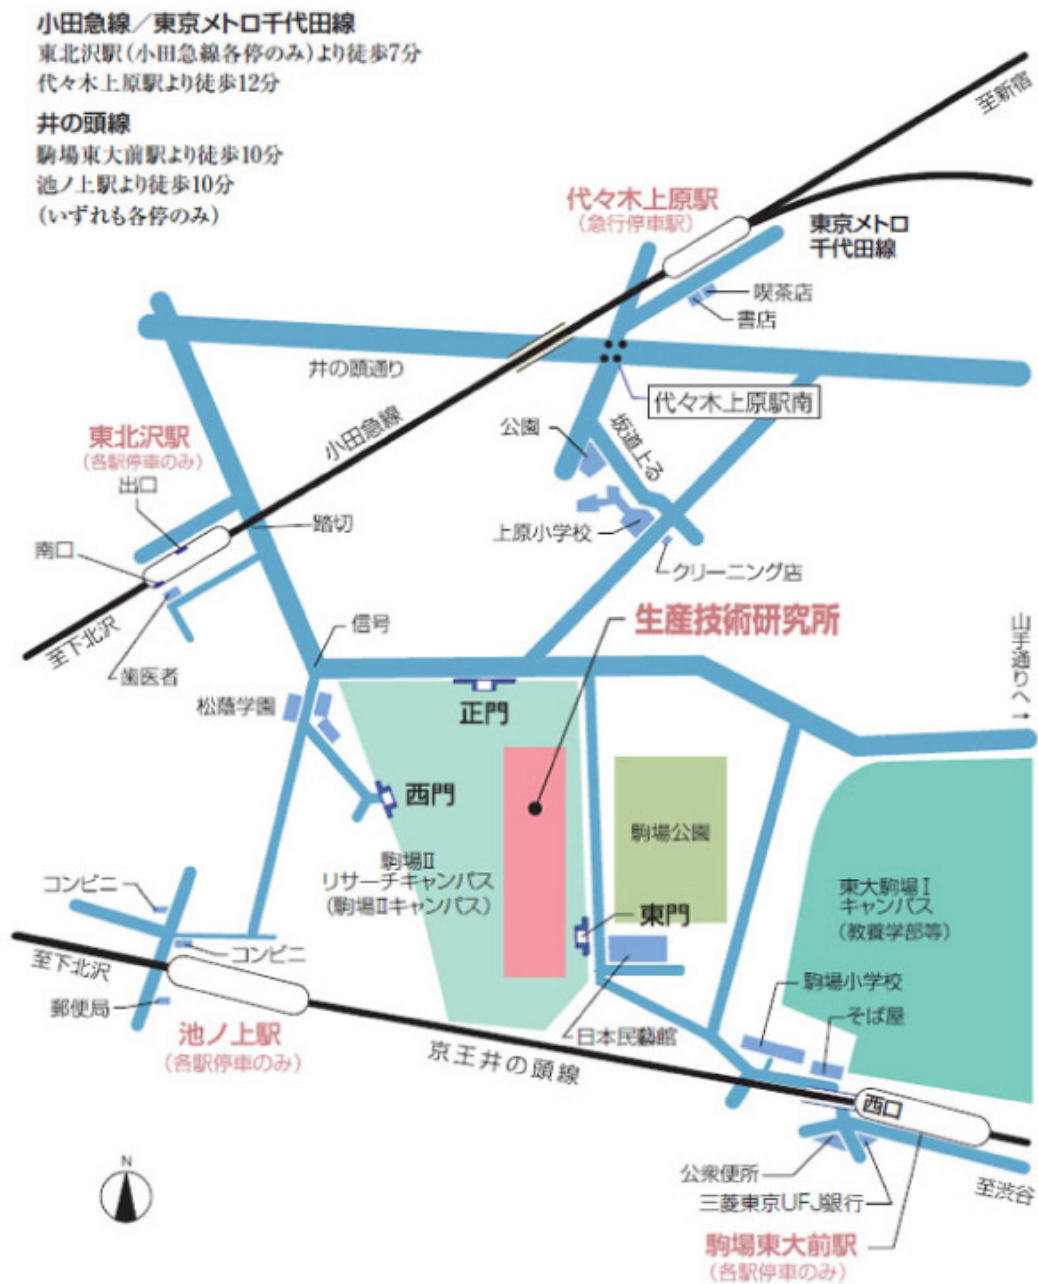 小田急線／東京メトロ千代田線
東北沢駅(小田急線各停のみ)より徒歩7分
代々木上原駅より徒歩12分
井の頭線
駒場東大前駅より徒歩10分
池ノ上駅より徒歩10分
(いずれも各停のみ)
至新宿
代々木上原駅
(急行停車駅)
東京メトロ
千代田線
喫茶店
書店
井の頭通り
代々木上原駅南
小田急線
公園
坂道上る
東北沢駅
(各駅停車のみ)
出口
踏切
上原小学校
南口
クリーニング店
至下北沢
歯医者
信号
生産技術研究所
山手通りへ→
松蔭学園
正門
西門
駒場公園
駒場Ⅱ
リサーチキャンパス
(駒場Ⅱキャンパス)
東大駒場Ⅰ
キャンパス
(教養学部等)
コンビニ
東門
コンビニ
至下北沢
駒場小学校
郵便局
そば屋
池ノ上駅
(各駅停車のみ)
日本民藝館
京王井の頭線
西口
N
公衆便所
三菱東京UFJ銀行
至渋谷
駒場東大前駅
(各駅停車のみ)